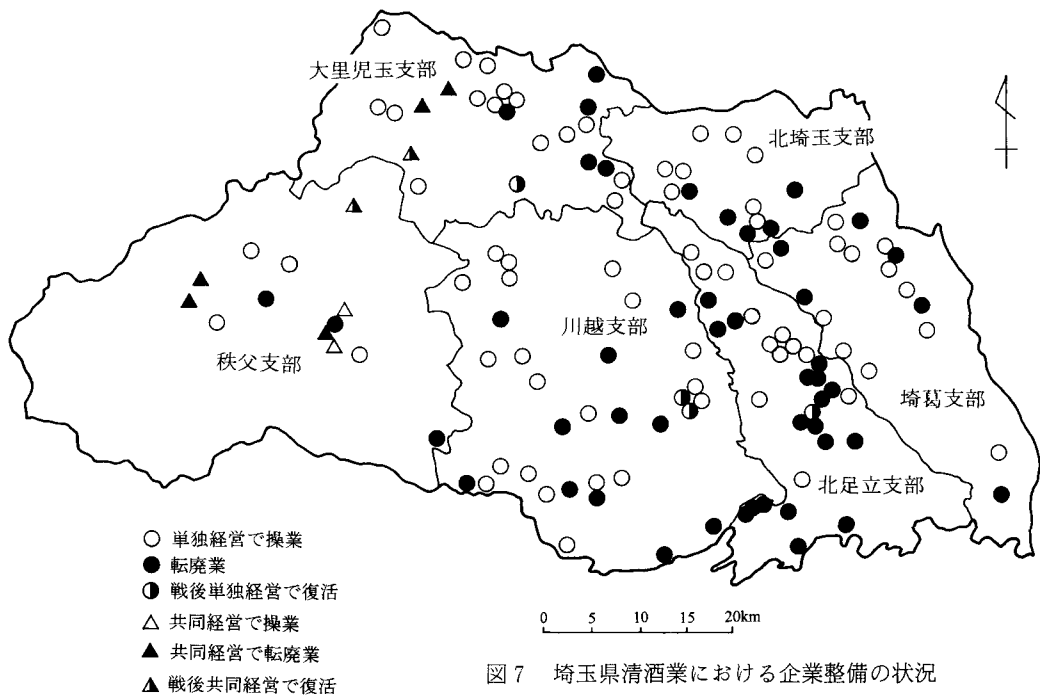 大里児玉支部
北埼玉支部
川越支部
秩父支部
埼葛支部
北足立支部
単独経営で操業
転廃業
戦後単独経営で復活
共同経営で操業
共同経営で転廃業
戦後共同経営で復活
0 5 10 15 20km
図7 埼玉県清酒業における企業整備の状況